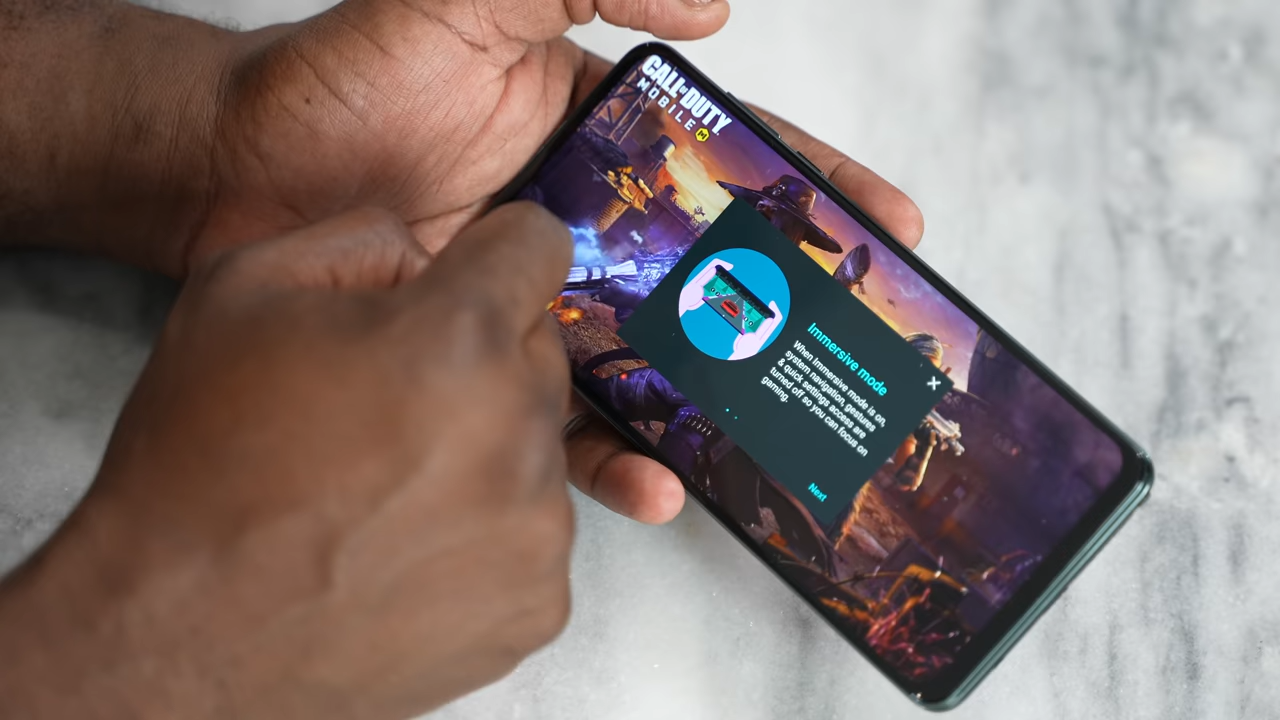 CALL OF DUTY
MOBILE
Immersive mode
When Immersive mode is on,
system navigation, gestures
& quick settings access are
turned off so you can focus on
gaming.
Next